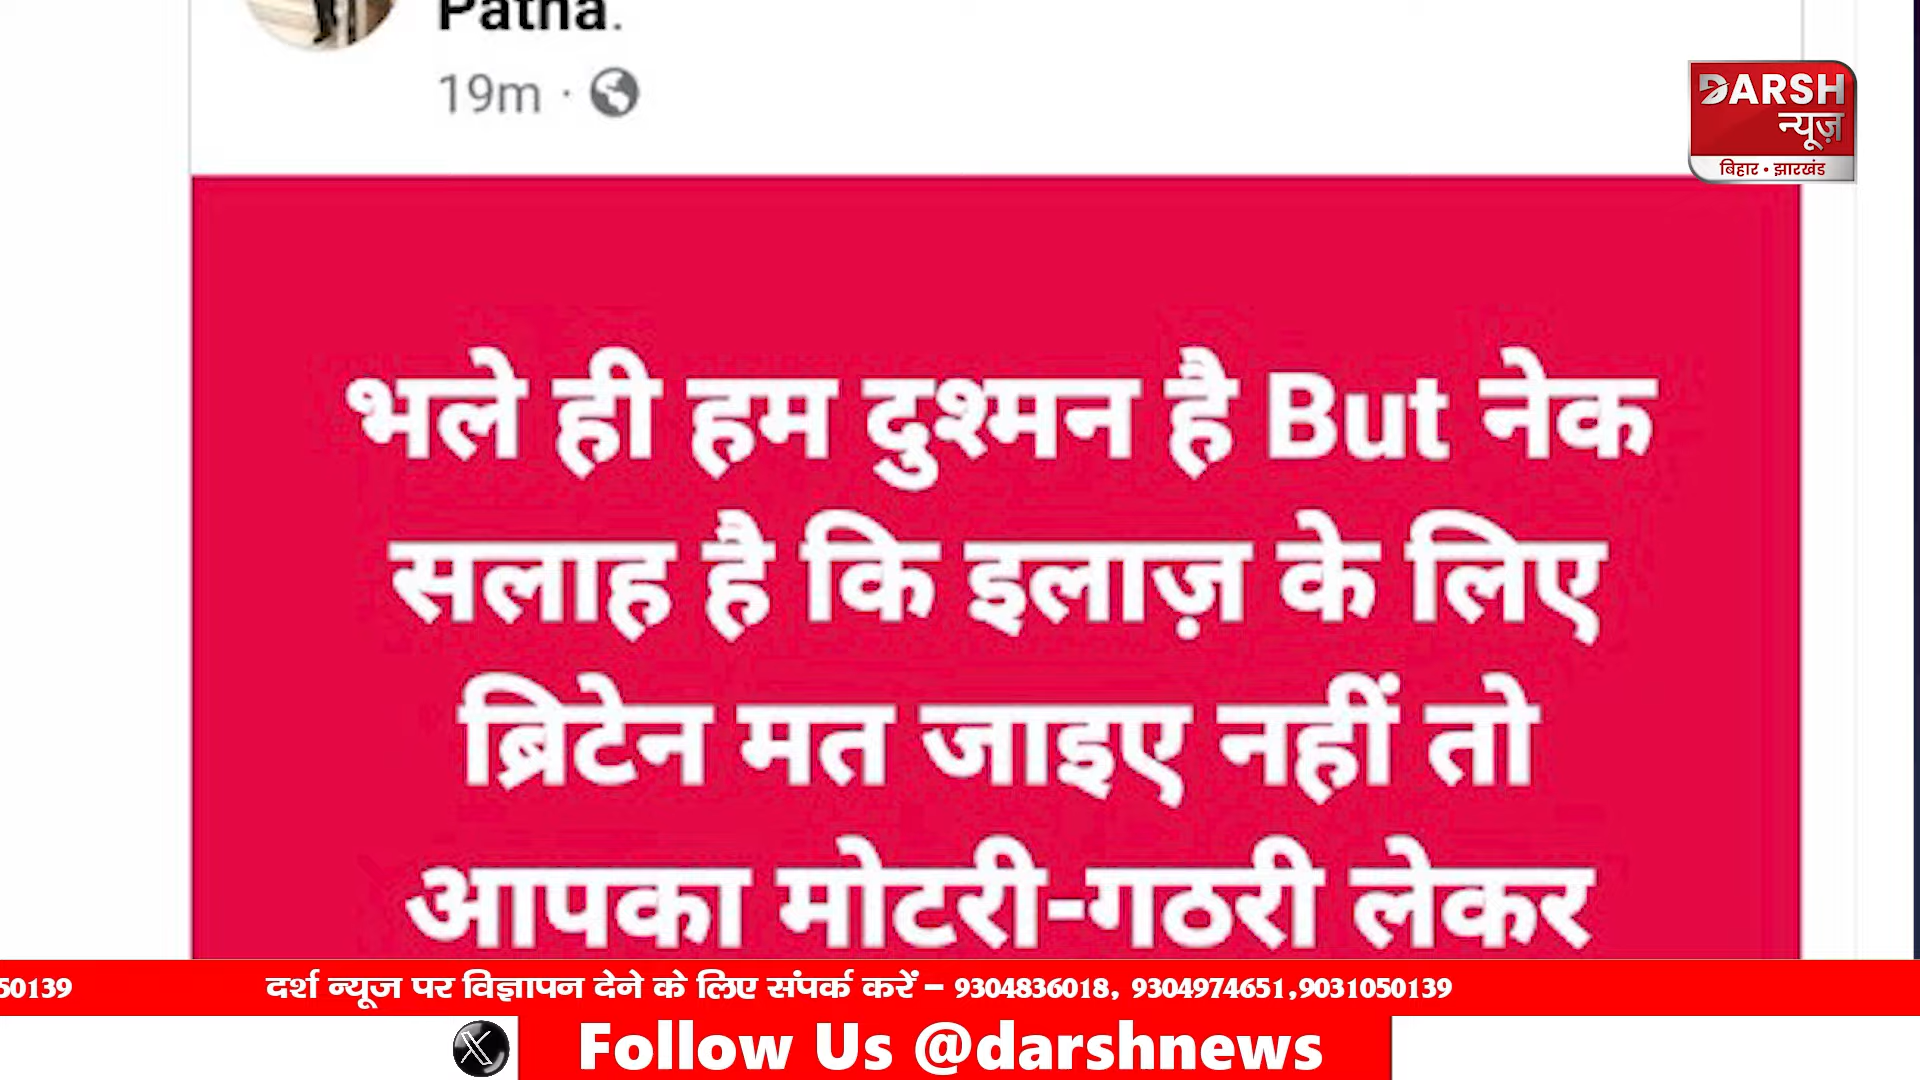 Patna.
19m ·
DARSH
न्यूज़
बिहार • झारखंड
भले ही हम दुश्मन है But नेक
सलाह है कि इलाज़ के लिए
ब्रिटेन मत जाइए नहीं तो
आपका मोटरी-गठरी लेकर
50139 दर्श न्यूज पर विज्ञापन देने के लिए संपर्क करें – 9304836018, 9304974651,9031050139
Follow Us @darshnews